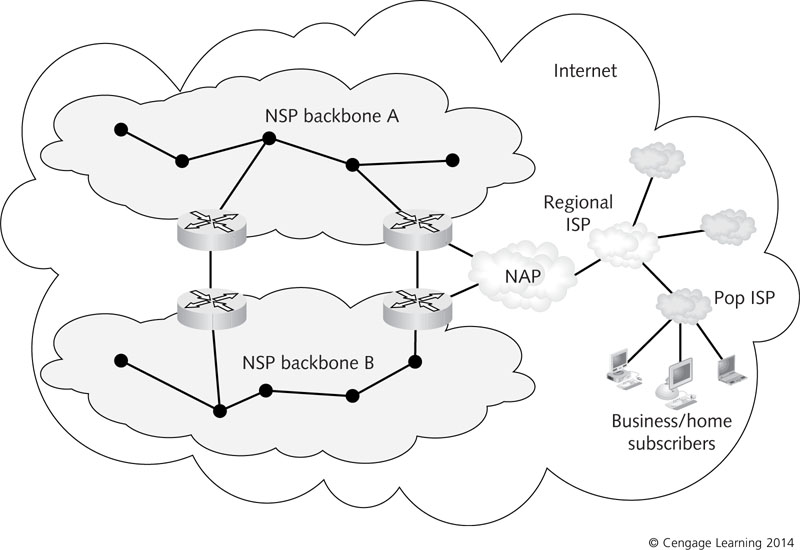 Internet
NSP backbone A
Regional
ISP
NAP
Pop ISP
NSP backbone B
Business/home
subscribers
© Cengage Learning 2014